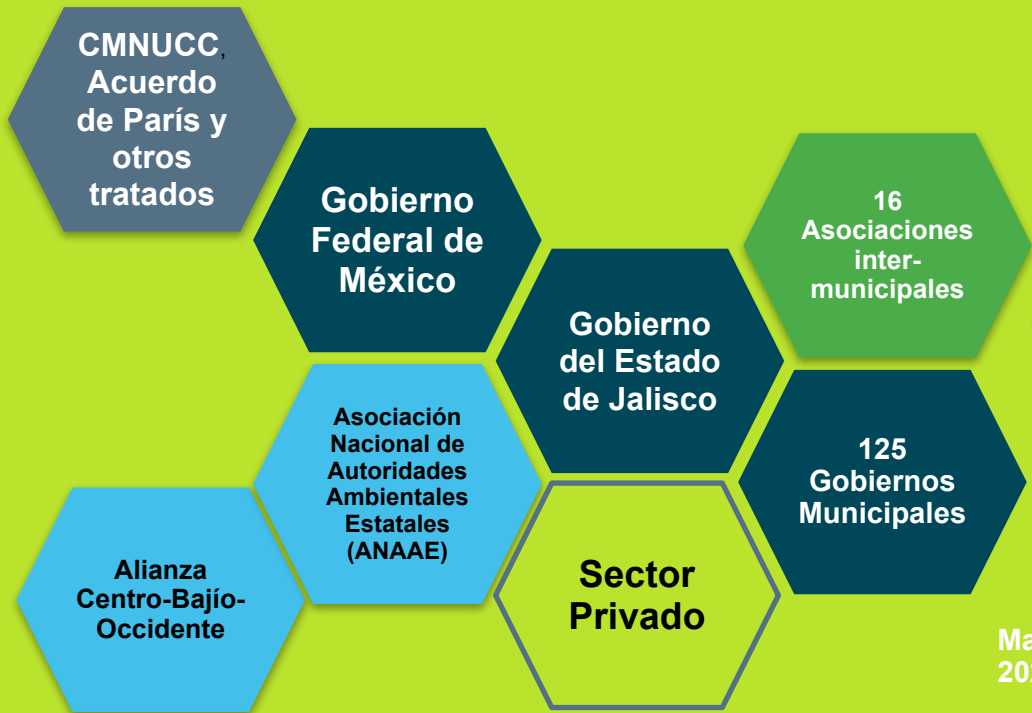 CMNUCC,
Acuerdo
de París y
otros
tratados
Gobierno
Federal de
México
16
Asociaciones
inter-
municipales
Gobierno
del Estado
de Jalisco
Asociación
Nacional de
Autoridades
Ambientales
Estatales
(ANAAE)
125
Gobiernos
Municipales
Alianza
Centro-Bajío-
Occidente
Sector
Privado